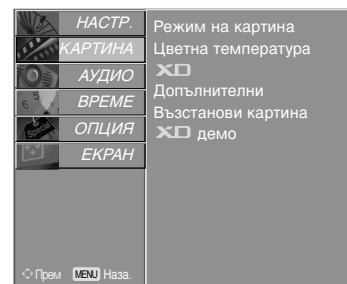 НАСТР.
КАРТИНА
АУДИО
ВРЕМЕ
ОПЦИЯ
ЕКРАН
Прем MENU Наза.
Режим на картина
Цветна температура
XD
Допълнителни
Възстанови картина
XD демо